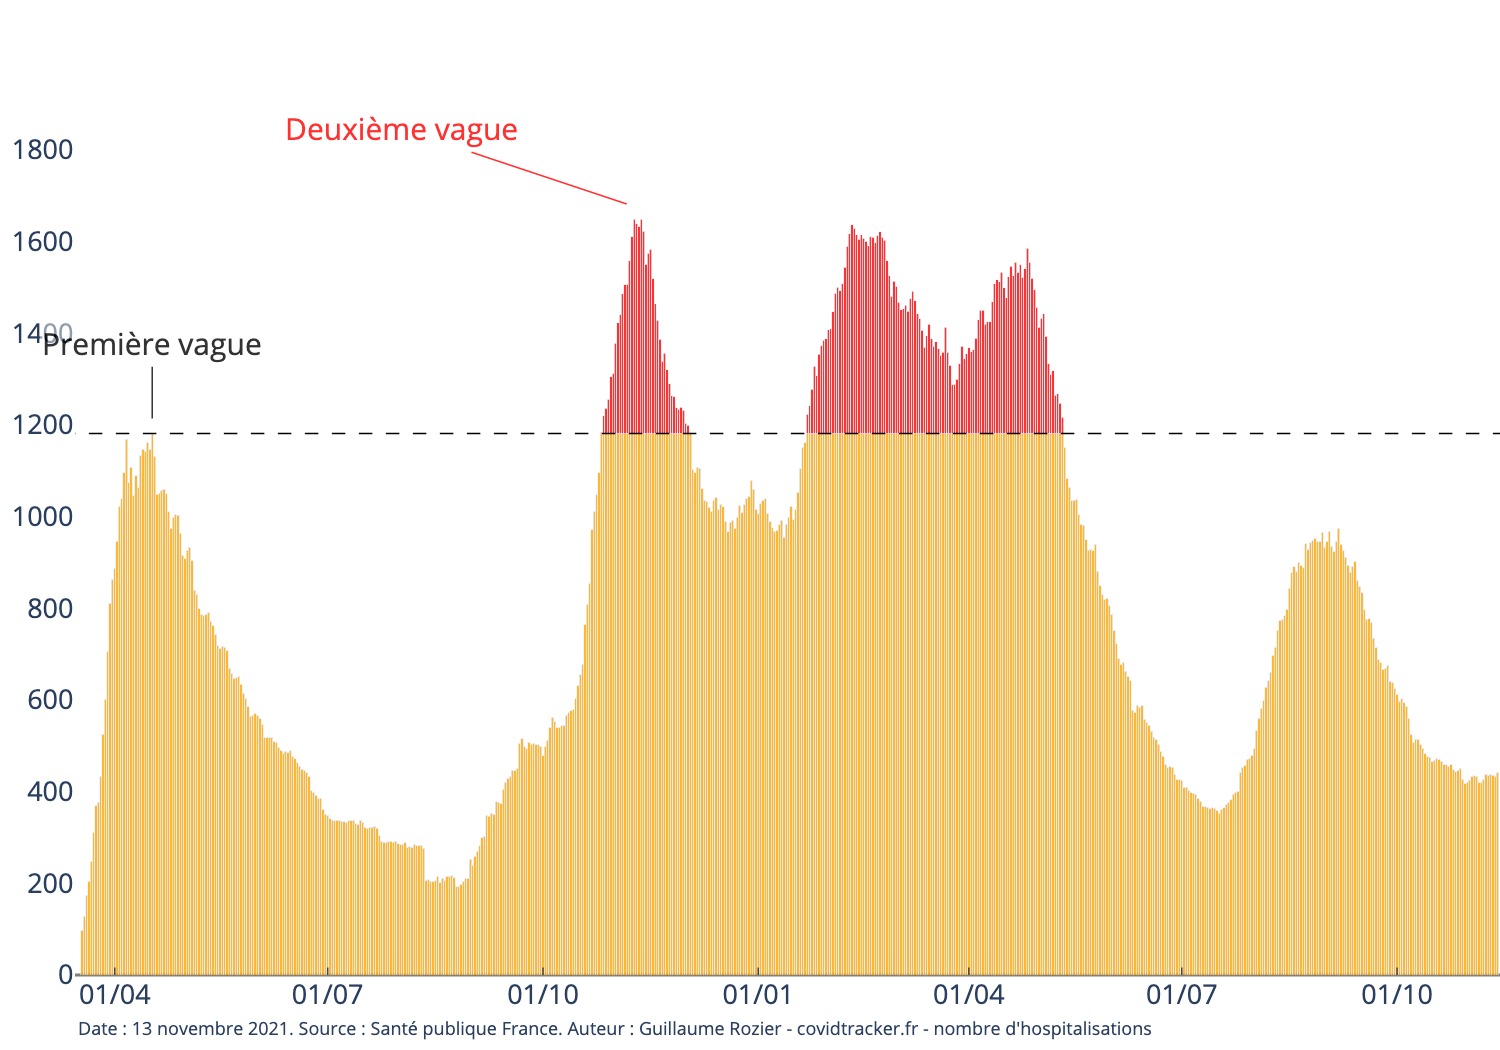 Deuxième vague
1800
1600
1400
Première vague
1200
1000
800
600
400
200
0
01/04 01/07 01/10 01/01 01/04 01/07 01/10
Date : 13 novembre 2021. Source : Santé publique France. Auteur : Guillaume Rozier - covidtracker.fr - nombre d'hospitalisations